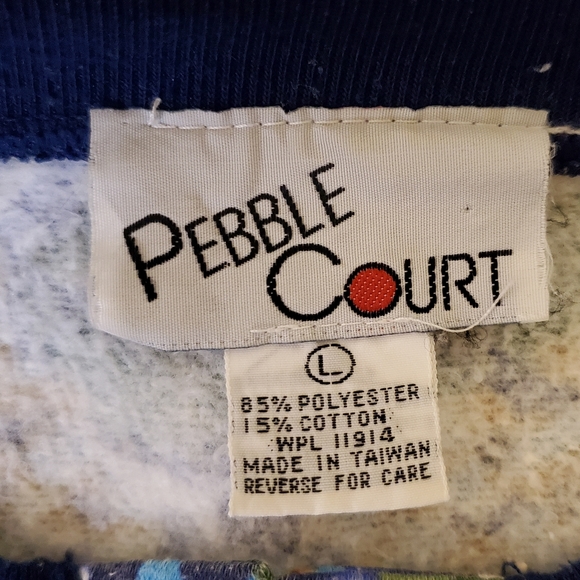 PEBBLE
COURT
L
85% POLYESTER
15% COTTON
WPL 11914
MADE IN TAIWAN
REVERSE FOR CARE